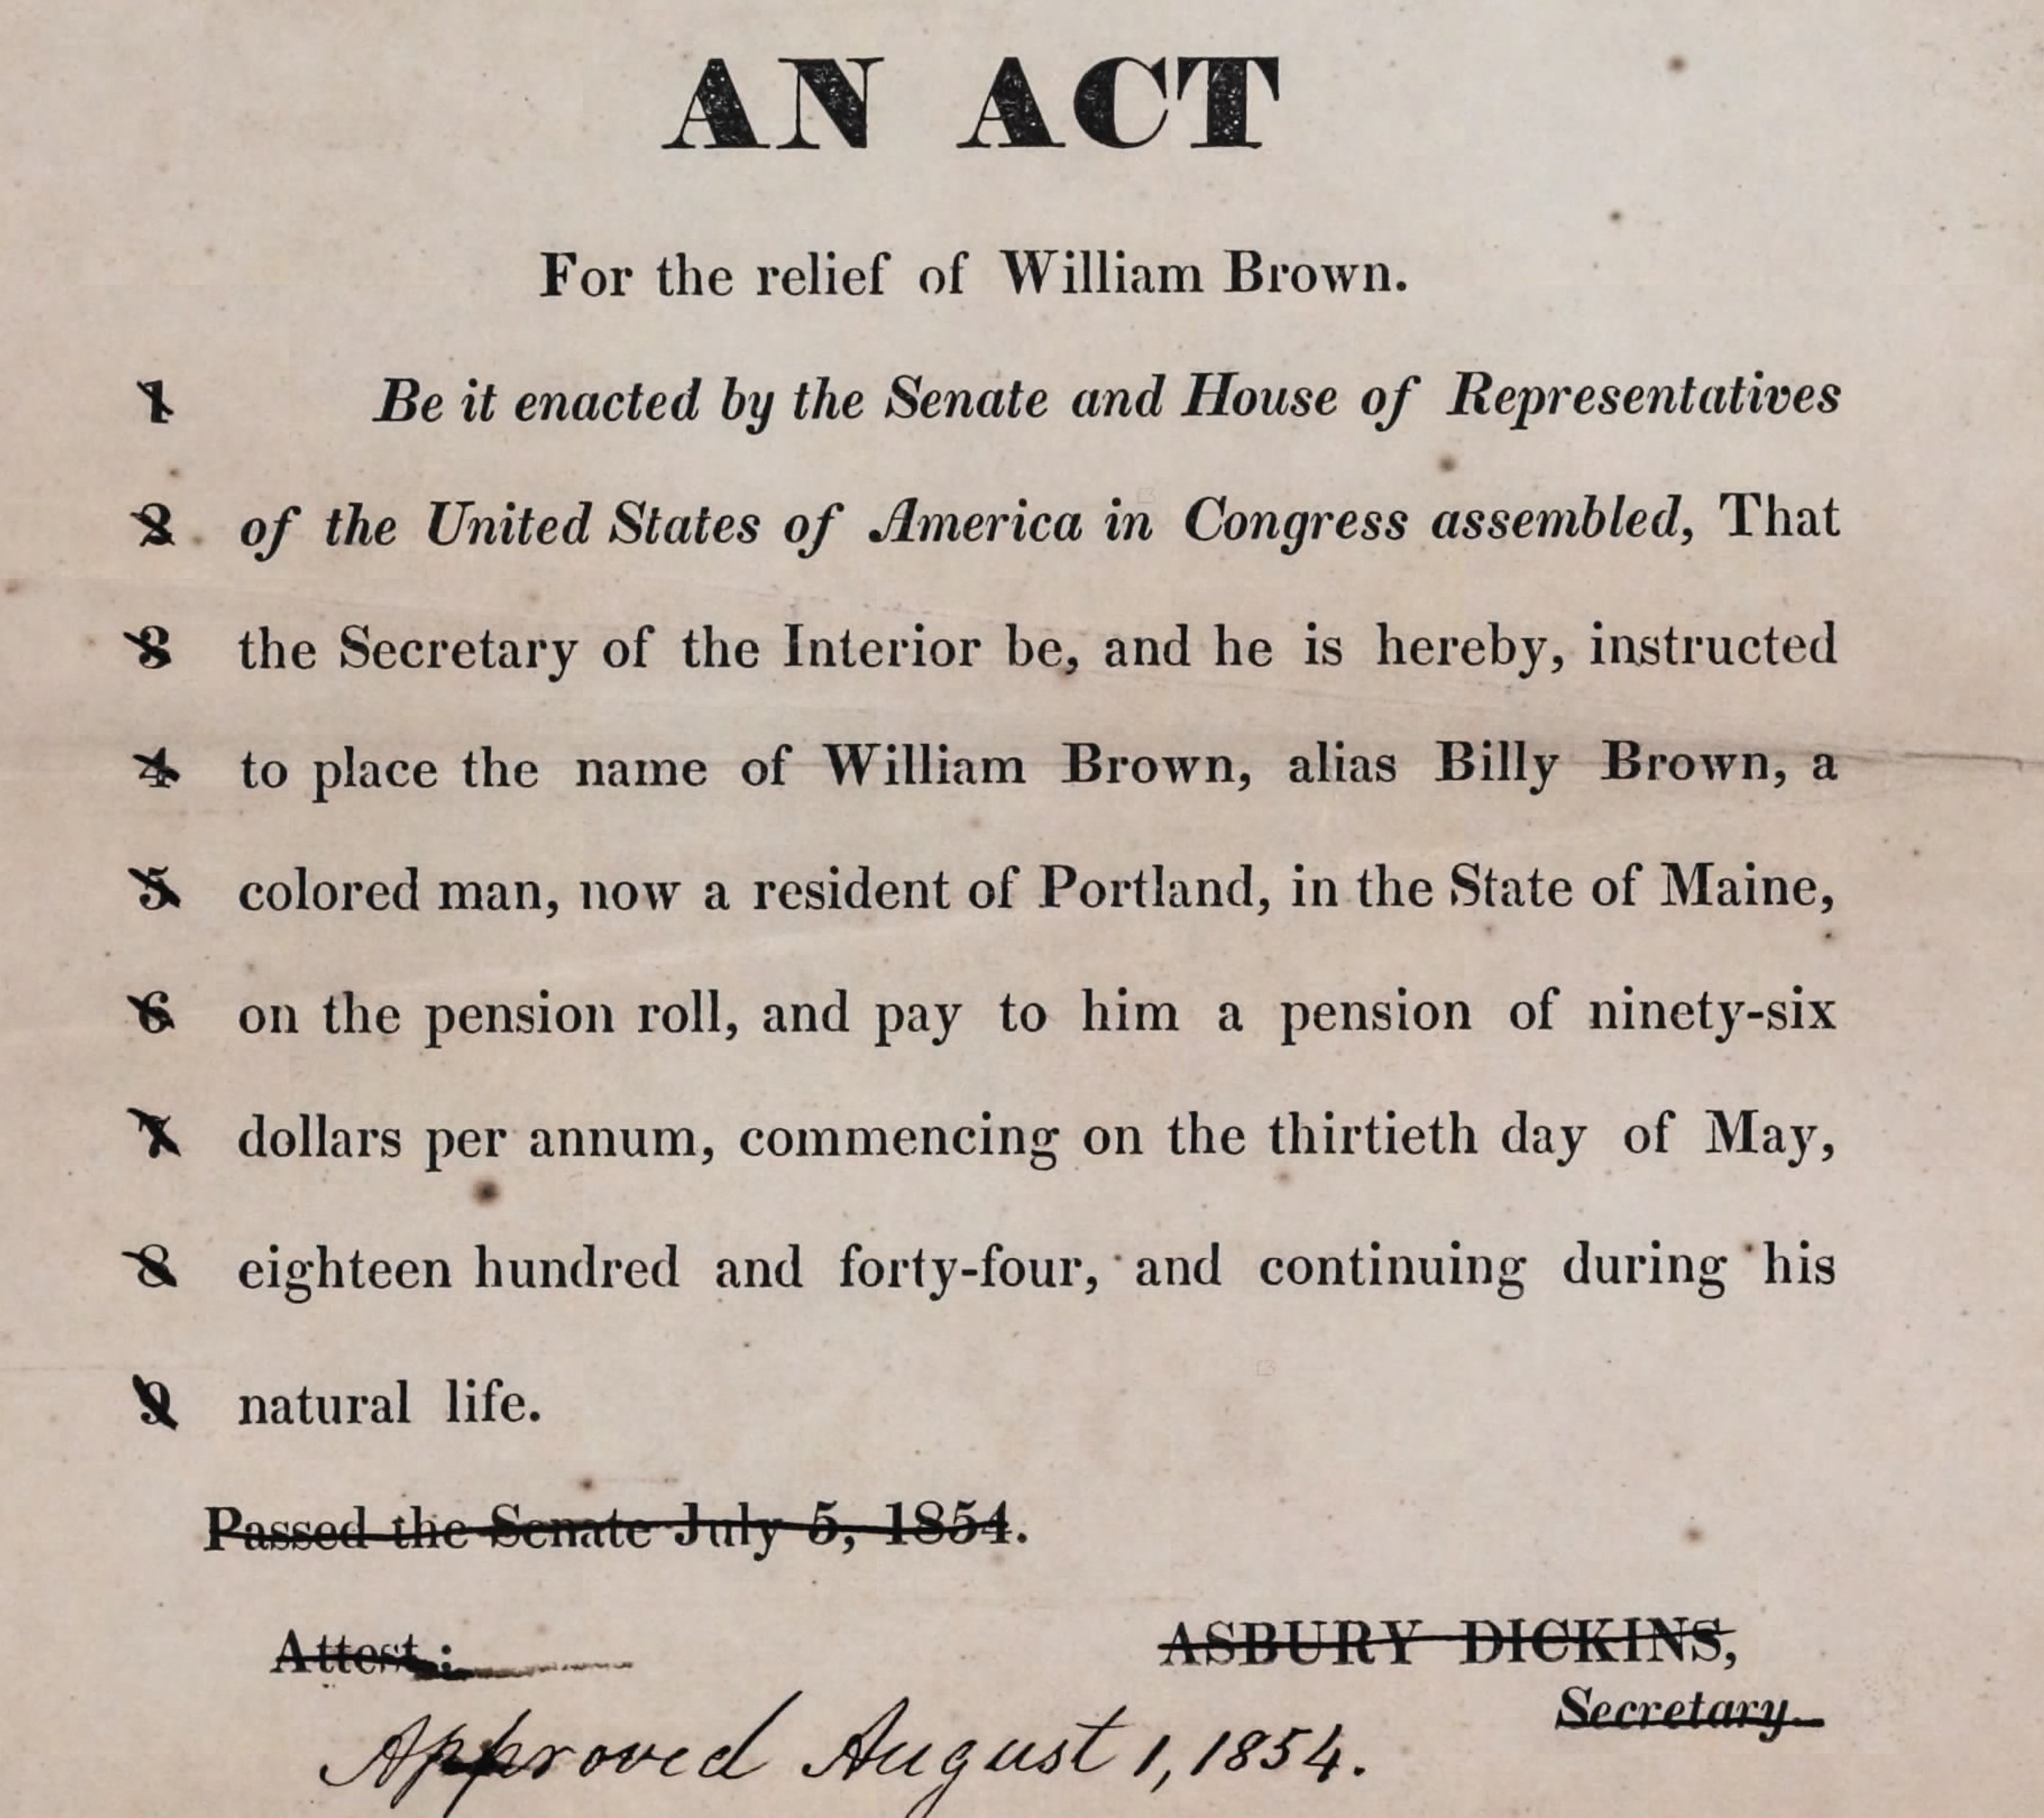 AN ACT
For the relief of William Brown.
1 Be it enacted by the Senate and House of Representatives
2 of the United States of America in Congress assembled, That
3 the Secretary of the Interior be, and he is hereby, instructed
4 to place the name of William Brown, alias Billy Brown, a
5 colored man, now a resident of Portland, in the State of Maine,
6 on the pension roll, and pay to him a pension of ninety-six
7 dollars per annum, commencing on the thirtieth day of May,
8 eighteen hundred and forty-four, and continuing during his
9 natural life.
Passed the Senate July 5, 1854.
Attest:
ASBURY DICKINS,
Secretary.
Approved August 1, 1854.